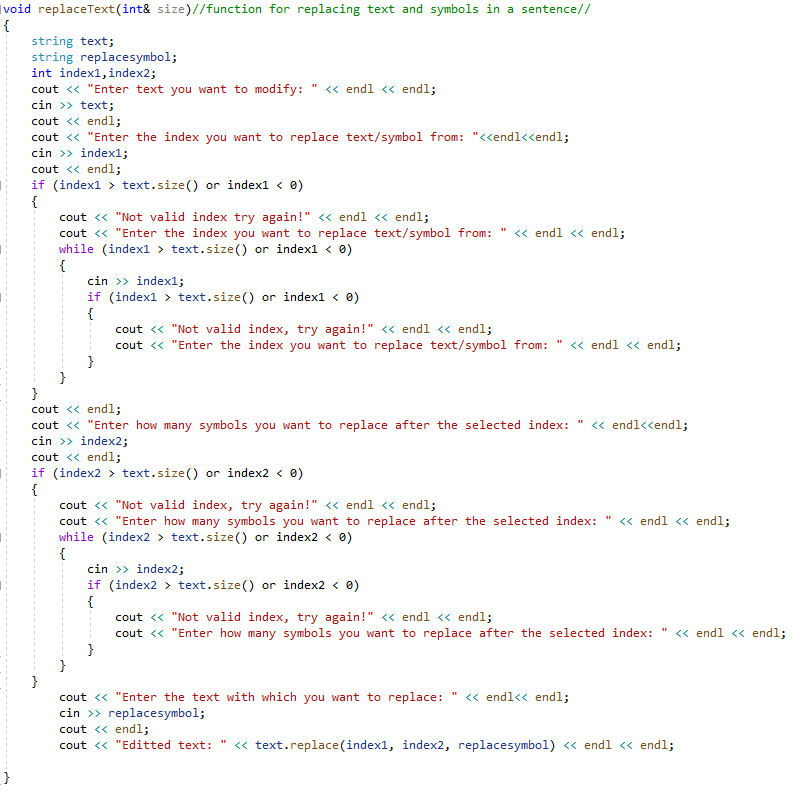 void replaceText(int& size)//function for replacing text and symbols in a sentence//
{
    string text;
    string replacesymbol;
    int index1,index2;
    cout << "Enter text you want to modify: " << endl << endl;
    cin >> text;
    cout << endl;
    cout << "Enter the index you want to replace text/symbol from: "<<endl<<endl;
    cin >> index1;
    cout << endl;
    if (index1 > text.size() or index1 < 0)
    {
        cout << "Not valid index try again!" << endl << endl;
        cout << "Enter the index you want to replace text/symbol from: " << endl << endl;
        while (index1 > text.size() or index1 < 0)
        {
            cin >> index1;
            if (index1 > text.size() or index1 < 0)
            {
                cout << "Not valid index, try again!" << endl << endl;
                cout << "Enter the index you want to replace text/symbol from: " << endl << endl;
            }
        }
    }
    cout << endl;
    cout << "Enter how many symbols you want to replace after the selected index: " << endl<<endl;
    cin >> index2;
    cout << endl;
    if (index2 > text.size() or index2 < 0)
    {
        cout << "Not valid index, try again!" << endl << endl;
        cout << "Enter how many symbols you want to replace after the selected index: " << endl << endl;
        while (index2 > text.size() or index2 < 0)
        {
            cin >> index2;
            if (index2 > text.size() or index2 < 0)
            {
                cout << "Not valid index, try again!" << endl << endl;
                cout << "Enter how many symbols you want to replace after the selected index: " << endl << endl;
            }
        }
    }
        cout << "Enter the text with which you want to replace: " << endl<< endl;
        cin >> replacesymbol;
        cout << endl;
        cout << "Editted text: " << text.replace(index1, index2, replacesymbol) << endl << endl;
}